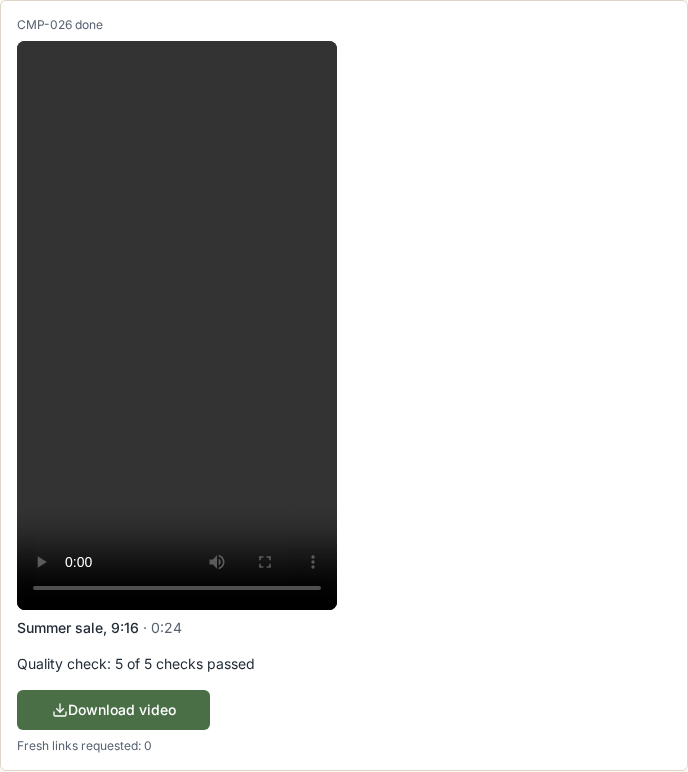 CMP-026 done
0:00
Summer sale, 9:16 · 0:24
Quality check: 5 of 5 checks passed
Download video
Fresh links requested: 0